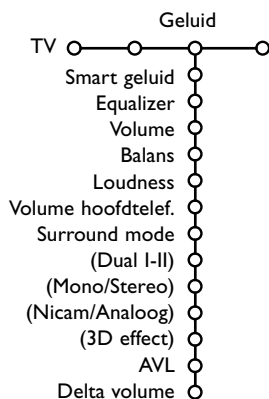 Geluid
TV
Smart geluid
Equalizer
Volume
Balans
Loudness
Volume hoofdtelef.
Surround mode
(Dual I-II)
(Mono/Stereo)
(Nicam/Analoog)
(3D effect)
AVL
Delta volume